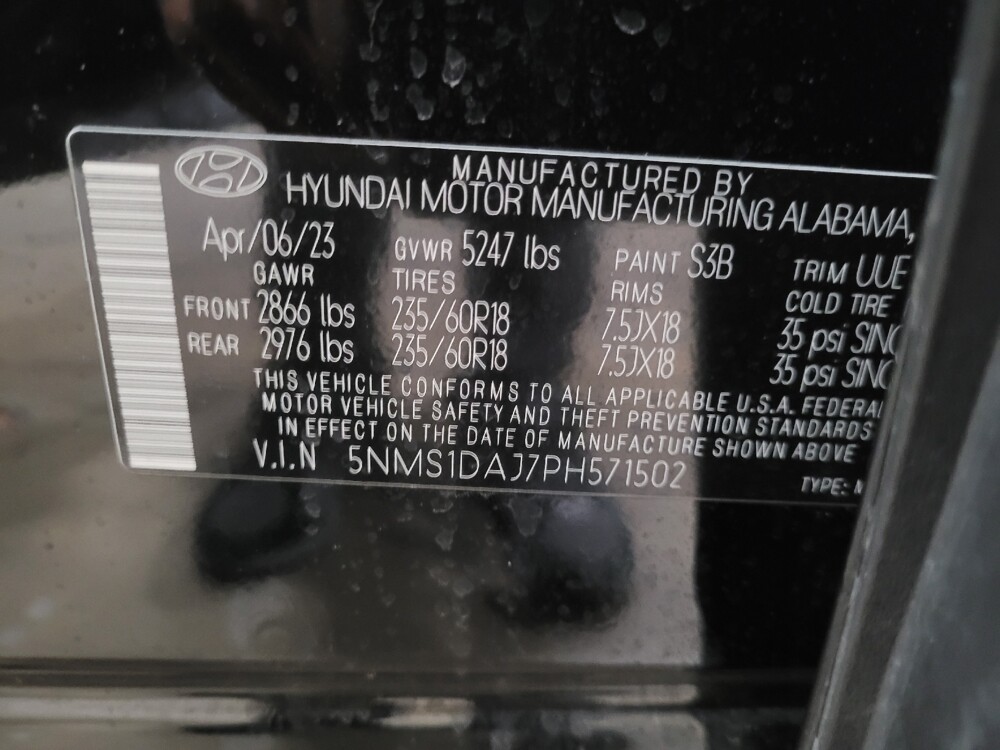 MANUFACTURED BY
HYUNDAI MOTOR MANUFACTURING ALABAMA,
Apr/06/23 GVWR 5247 lbs PAINT S3B TRIM UUE
GAWR TIRES RIMS COLD TIRE
FRONT 2866 lbs 235/60R18 7.5JX18 35 psi SING
REAR 2976 lbs 235/60R18 7.5JX18 35 psi SING
THIS VEHICLE CONFORMS TO ALL APPLICABLE U.S.A. FEDERAL
MOTOR VEHICLE SAFETY AND THEFT PREVENTION STANDARDS
IN EFFECT ON THE DATE OF MANUFACTURE SHOWN ABOVE
V.I.N 5NMS1DAJ7PH571502 TYPE: M